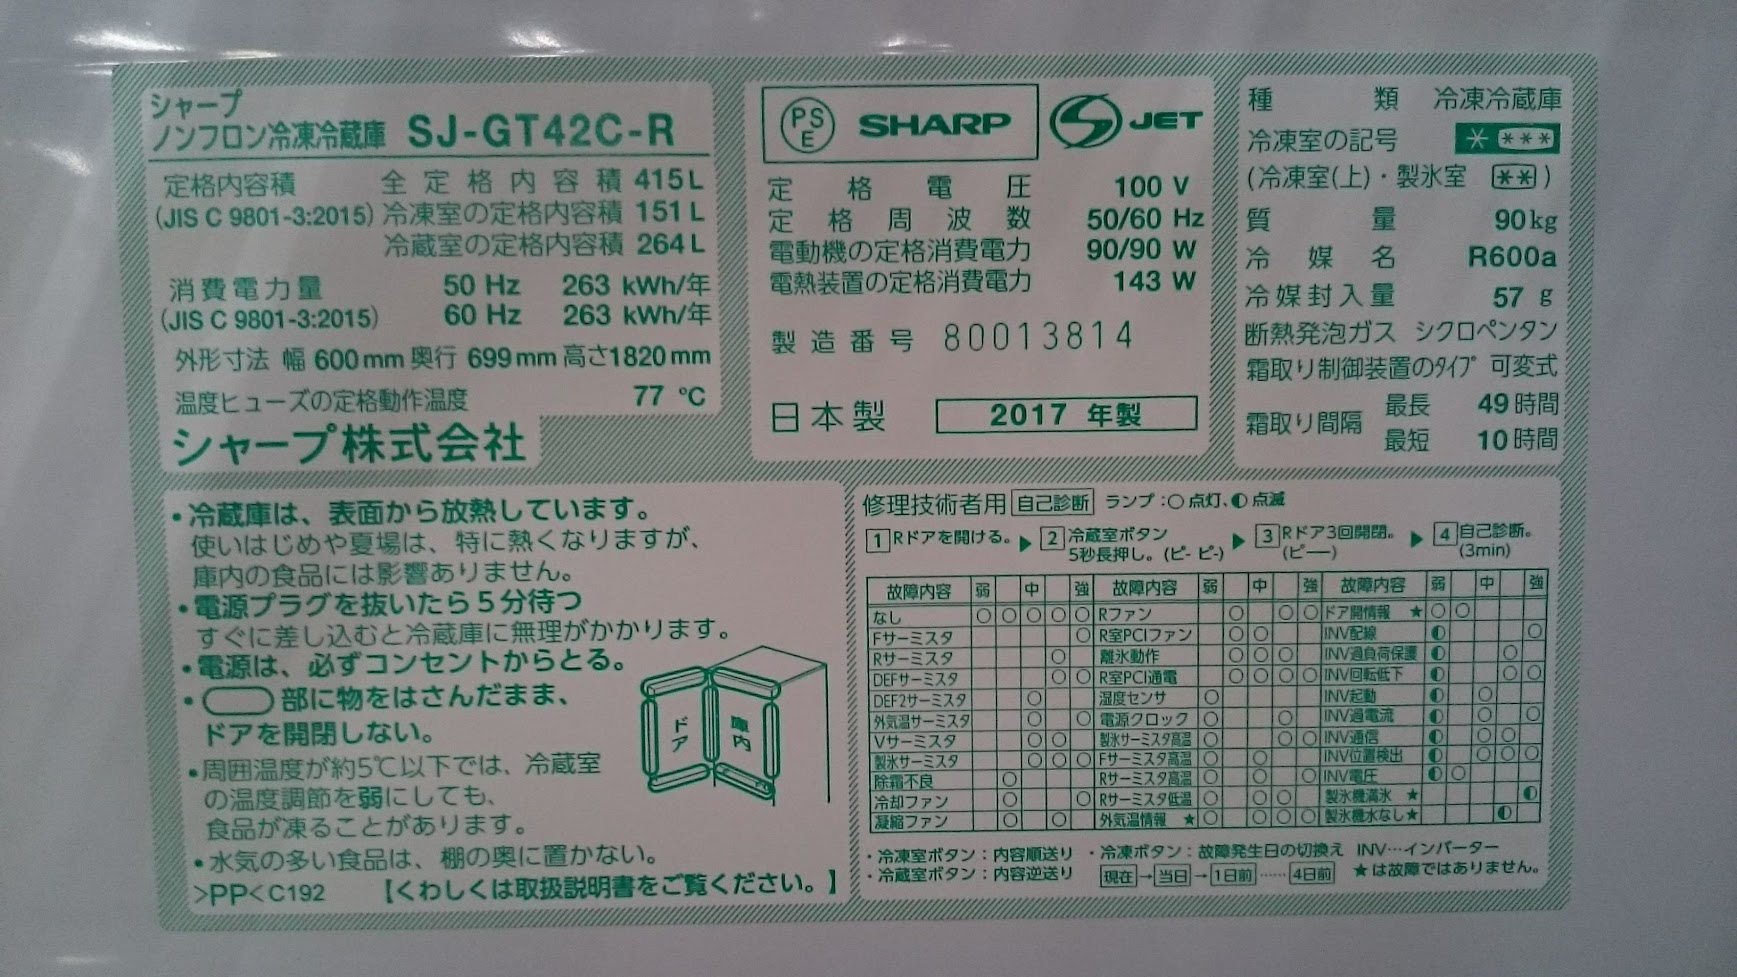 シャープ
ノンフロン冷凍冷蔵庫 SJ-GT42C-R
定格内容積 全定格内容積 415L
(JIS C 9801-3:2015) 冷凍室の定格内容積 151L
冷蔵室の定格内容積 264L
消費電力量 50 Hz 263 kWh/年
(JIS C 9801-3:2015) 60 Hz 263 kWh/年
外形寸法 幅 600mm 奥行 699mm 高さ1820mm
温度ヒューズの定格動作温度 77 ℃
シャープ株式会社
PSE SHARP JET
定格電圧 100 V
定格周波数 50/60 Hz
電動機の定格消費電力 90/90 W
電熱装置の定格消費電力 143 W
製造番号 80013814
日本製 2017 年製
種類 冷凍冷蔵庫
冷凍室の記号 * ***
(冷凍室(上)・製氷室 ** )
質量 90kg
冷媒名 R600a
冷媒封入量 57 g
断熱発泡ガス シクロペンタン
霜取り制御装置のタイプ 可変式
霜取り間隔 最長 49時間
最短 10時間
・冷蔵庫は、表面から放熱しています。
使いはじめや夏場は、特に熱くなりますが、
庫内の食品には影響ありません。
・電源プラグを抜いたら5分待つ
すぐに差し込むと冷蔵庫に無理がかかります。
・電源は、必ずコンセントからとる。
・ 部に物をはさんだまま、
ドアを開閉しない。
・周囲温度が約5℃以下では、冷蔵室
の温度調節を弱にしても、
食品が凍ることがあります。
・水気の多い食品は、棚の奥に置かない。
>PP< C192 【くわしくは取扱説明書をご覧ください。】
ドア 庫内
修理技術者用 自己診断 ランプ:○点灯、◐点滅
1 Rドアを開ける。▶ 2 冷蔵室ボタン 5秒長押し。(ピ- ピ-) ▶ 3 Rドア3回開閉。(ピー) ▶ 4 自己診断。(3min)
故障内容 弱 中 強 故障内容 弱 中 強 故障内容 弱 中 強
なし ○ ○ ○ ○ ○ Rファン ○ ○ ○ ドア開情報 ★ ○ ○
Fサーミスタ ○ R室PCIファン ○ ○ INV配線 ◐ ○
Rサーミスタ ○ 離氷動作 ○ ○ ○ INV過負荷保護 ◐ ○
DEFサーミスタ ○ ○ R室PCI通電 ○ ○ ○ ○ INV回転低下 ◐ ○ ○
DEF2サーミスタ ○ 湿度センサ ○ INV起動 ◐ ○
外気温サーミスタ ○ ○ 電源クロック ○ ○ INV過電流 ◐ ○ ○
Vサーミスタ ○ ○ 製氷サーミスタ高温 ○ ○ ○ INV通信 ◐ ○ ○
製氷サーミスタ ○ ○ ○ Fサーミスタ高温 ○ ○ INV位置検出 ◐ ○ ○ ○
除霜不良 ○ Rサーミスタ高温 ○ ○ ○ INV電圧 ◐ ○
冷却ファン ○ ○ Rサーミスタ低温 ○ ○ ○ 製氷機満氷 ★ ◐
凝縮ファン ○ ○ 外気温情報 ★ ○ ○ ○ ○ 製氷機水なし★ ◐
・冷凍室ボタン:内容順送り ・冷凍ボタン:故障発生日の切換え INV…インバーター
・冷蔵室ボタン:内容逆送り 現在→当日→1日前……4日前 ★は故障ではありません。